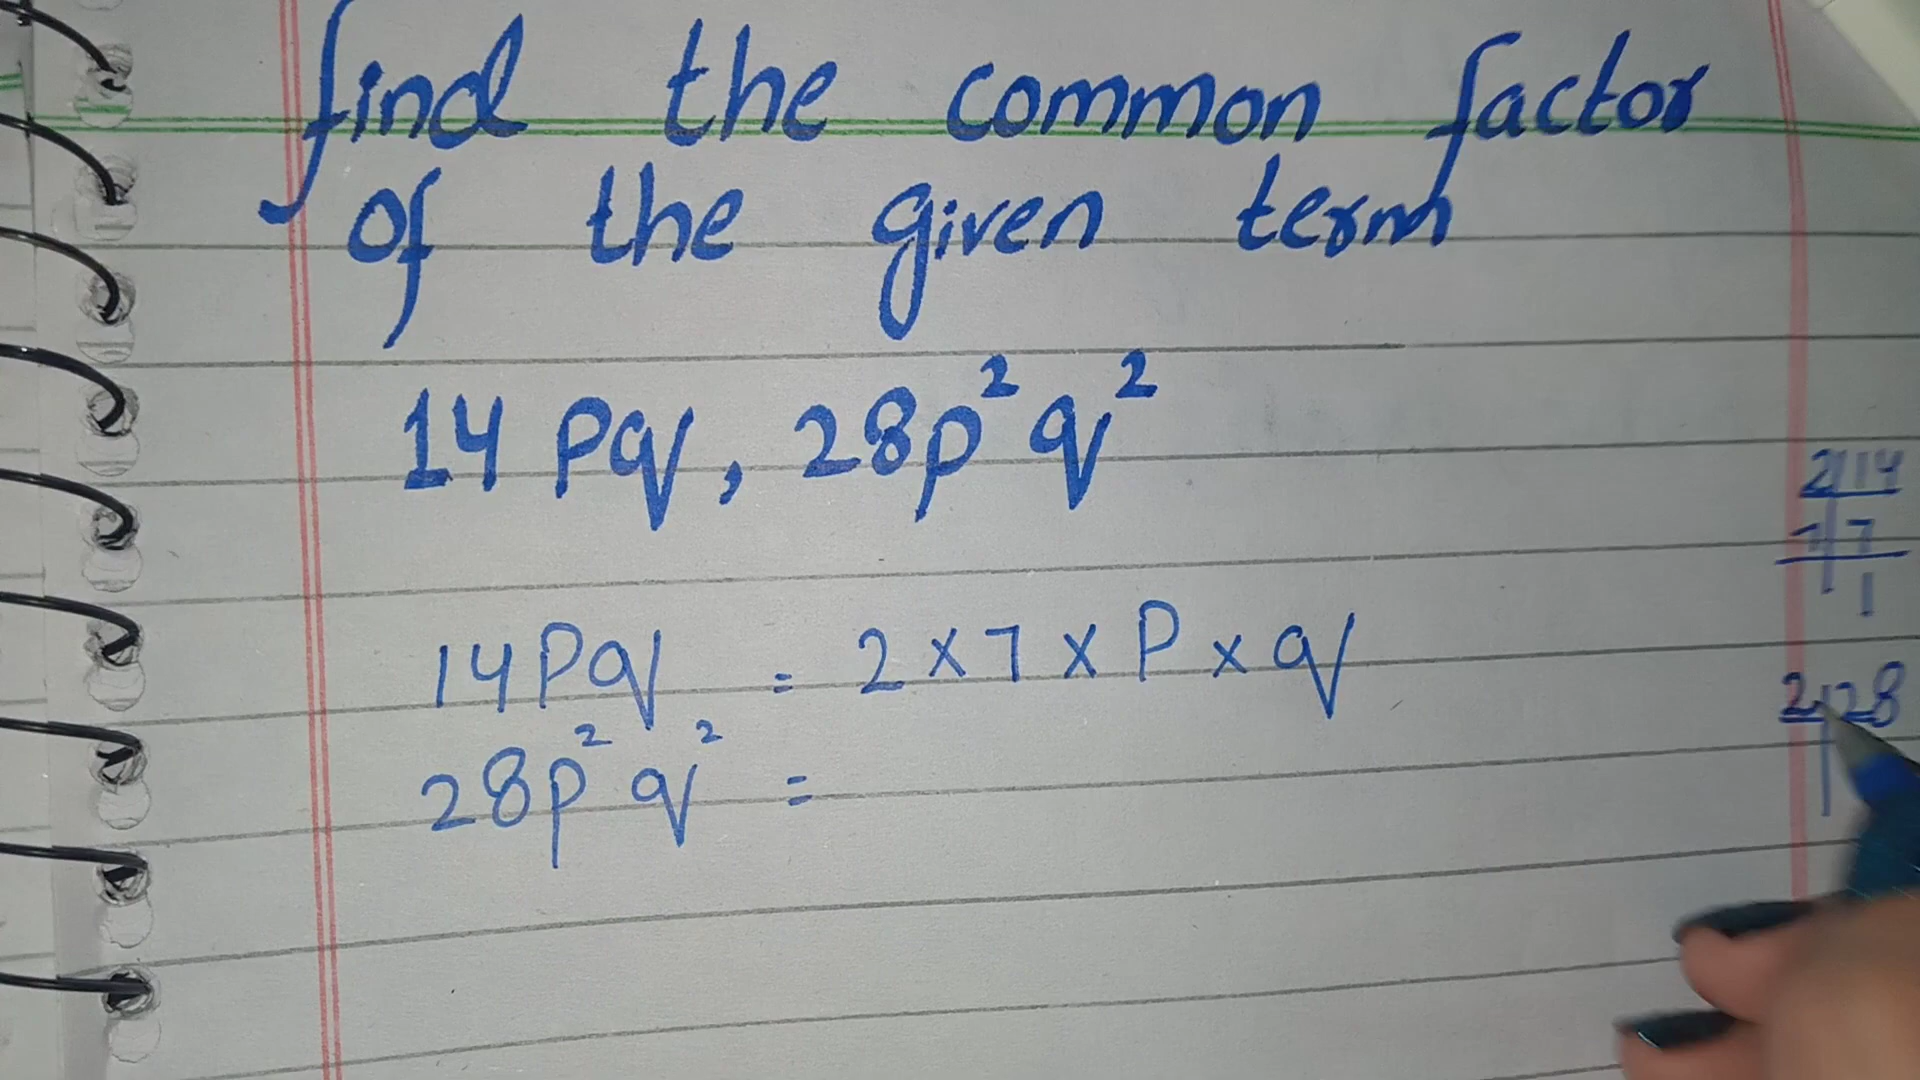 find the common factor
of the given term
14 pq, 28p²q²
14pq = 2 x 7 x p x q
28p²q² =
2 14
7 7
1
2 28